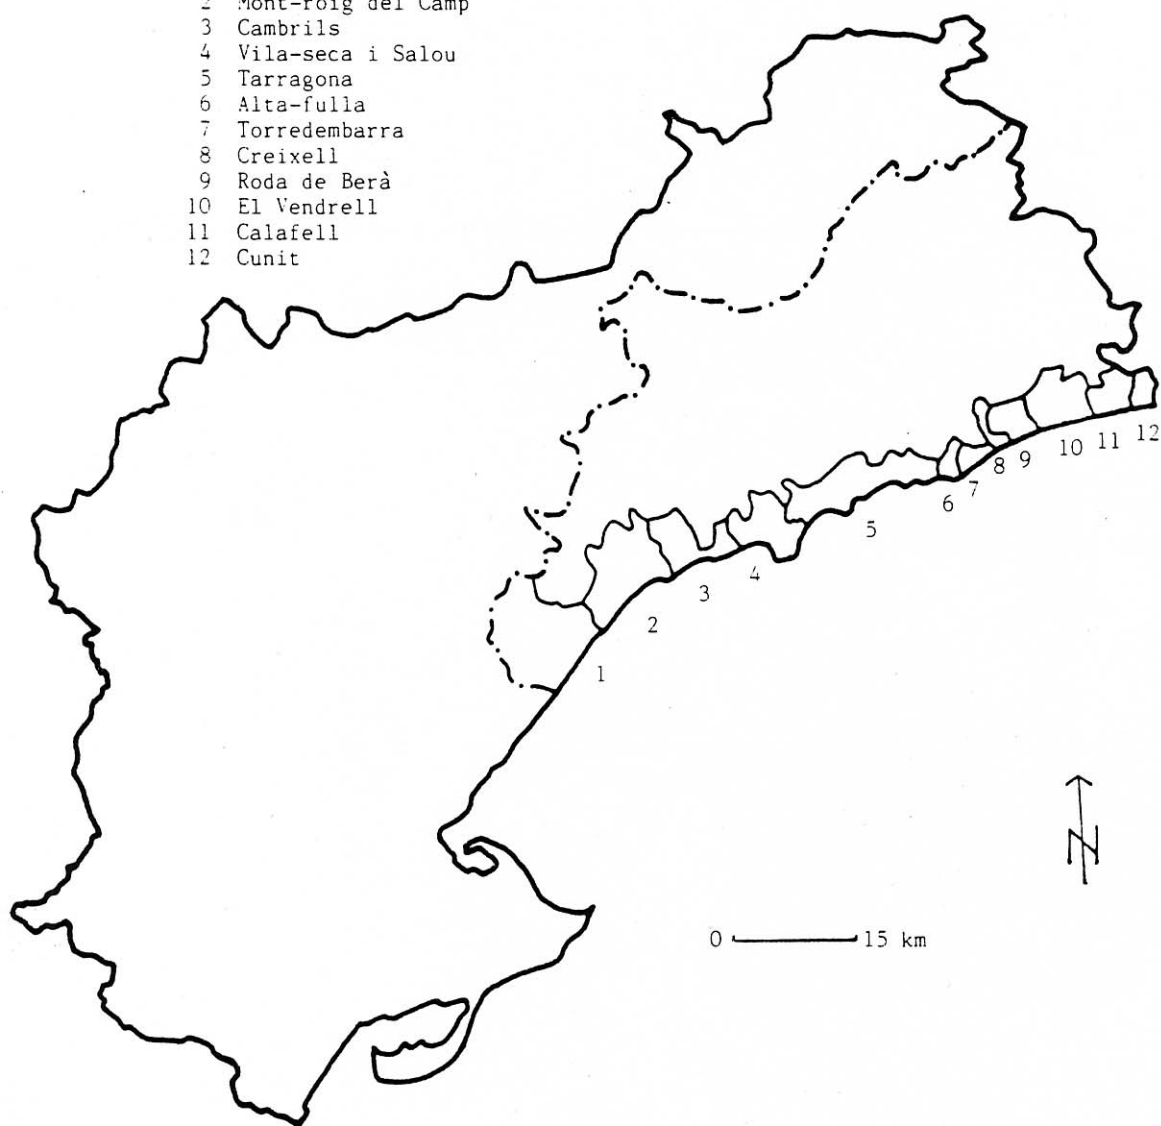 2 Mont-roig del Camp
3 Cambrils
4 Vila-seca i Salou
5 Tarragona
6 Alta-fulla
7 Torredembarra
8 Creixell
9 Roda de Berà
10 El Vendrell
11 Calafell
12 Cunit
12
11
10
9
8
7
6
5
4
3
2
1
N
0 15 km